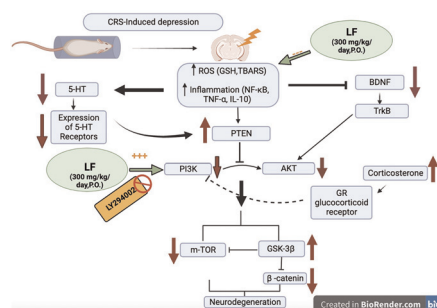 CRS-Induced depression
LF
(300 mg/kg/
day,P.O.)
ROS (GSH,TBARS)
Inflammation (NF-κB,
TNF-α, IL-10)
5-HT
BDNF
Expression
of 5-HT
Receptors
TrkB
PTEN
LF
(300 mg/kg/
day,P.O.)
+++
PI3K
AKT
Corticosterone
LY294002
GR
glucocorticoid
receptor
m-TOR
GSK-3β
β -catenin
Neurodegeneration
Created in BioRender.com